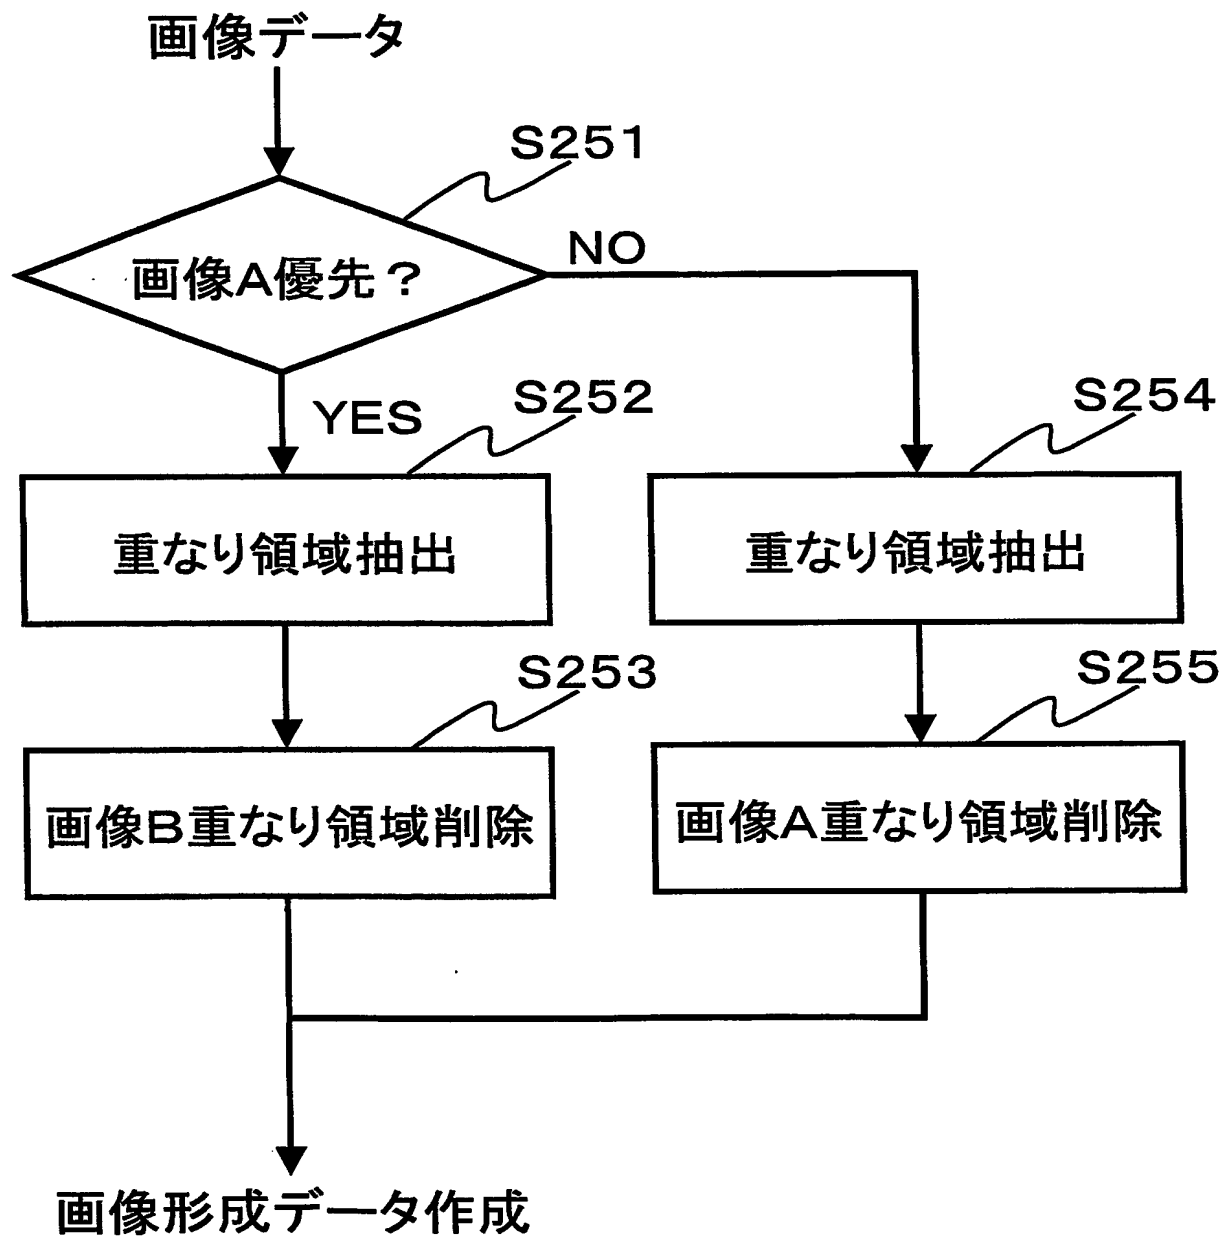 画像データ
S251
画像A優先？
NO
YES
S252
S254
重なり領域抽出
重なり領域抽出
S253
S255
画像B重なり領域削除
画像A重なり領域削除
画像形成データ作成